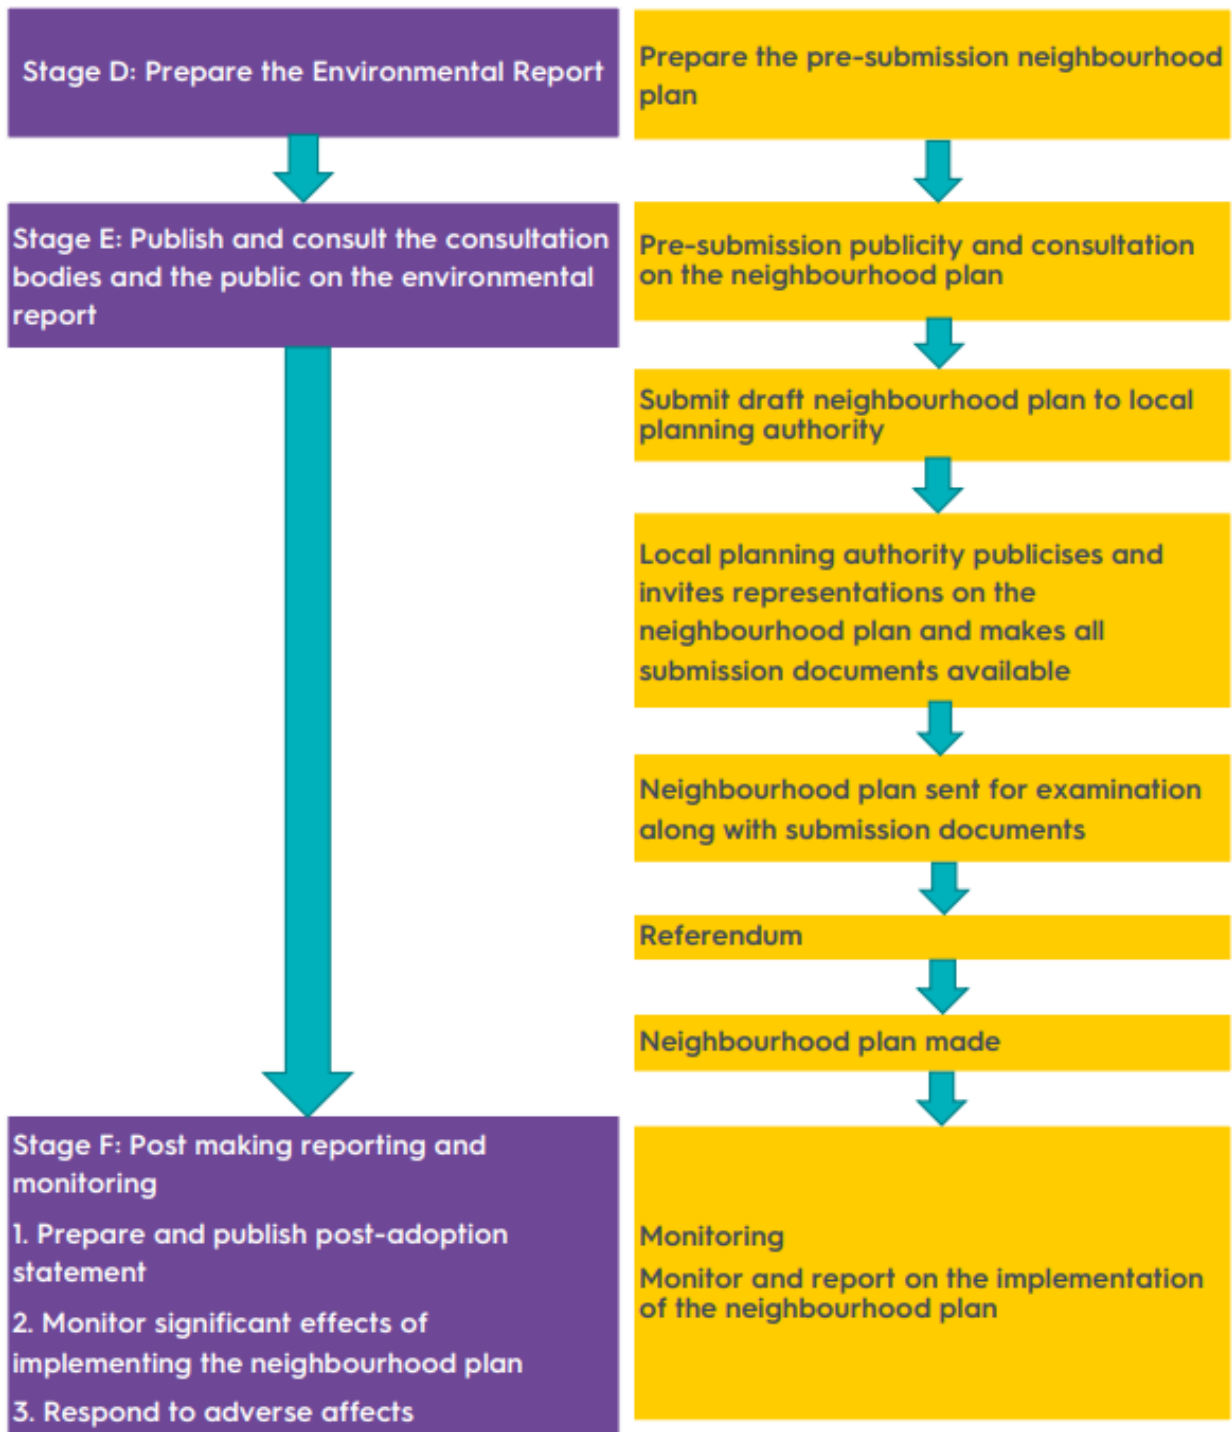 Stage D: Prepare the Environmental Report
Stage E: Publish and consult the consultation
bodies and the public on the environmental
report
Stage F: Post making reporting and
monitoring
1. Prepare and publish post-adoption
statement
2. Monitor significant effects of
implementing the neighbourhood plan
3. Respond to adverse affects
Prepare the pre-submission neighbourhood
plan
Pre-submission publicity and consultation
on the neighbourhood plan
Submit draft neighbourhood plan to local
planning authority
Local planning authority publicises and
invites representations on the
neighbourhood plan and makes all
submission documents available
Neighbourhood plan sent for examination
along with submission documents
Referendum
Neighbourhood plan made
Monitoring
Monitor and report on the implementation
of the neighbourhood plan